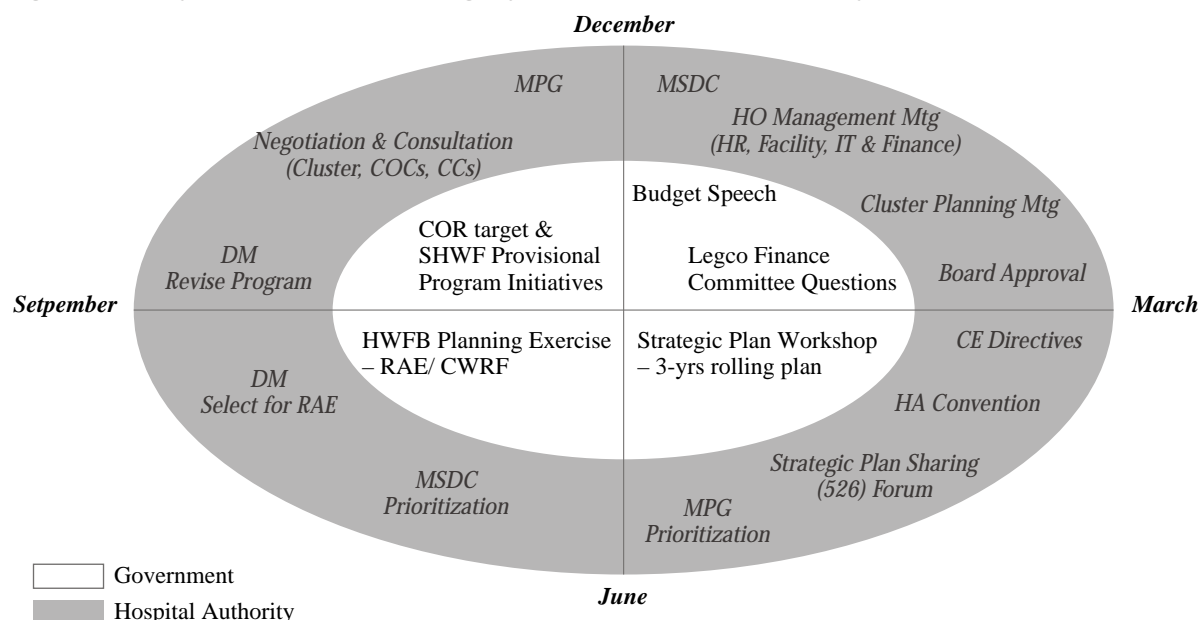 December
MPG
MSDC
HO Management Mtg
(HR, Facility, IT & Finance)
Negotiation & Consultation
(Cluster, COCs, CCs)
Budget Speech
Cluster Planning Mtg
COR target &
SHWF Provisional
Program Initiatives
Legco Finance
Committee Questions
DM
Revise Program
Board Approval
Setpember
March
HWFB Planning Exercise
– RAE/ CWRF
Strategic Plan Workshop
– 3-yrs rolling plan
CE Directives
DM
Select for RAE
HA Convention
Strategic Plan Sharing
(526) Forum
MSDC
Prioritization
MPG
Prioritization
June
Government
Hospital Authority